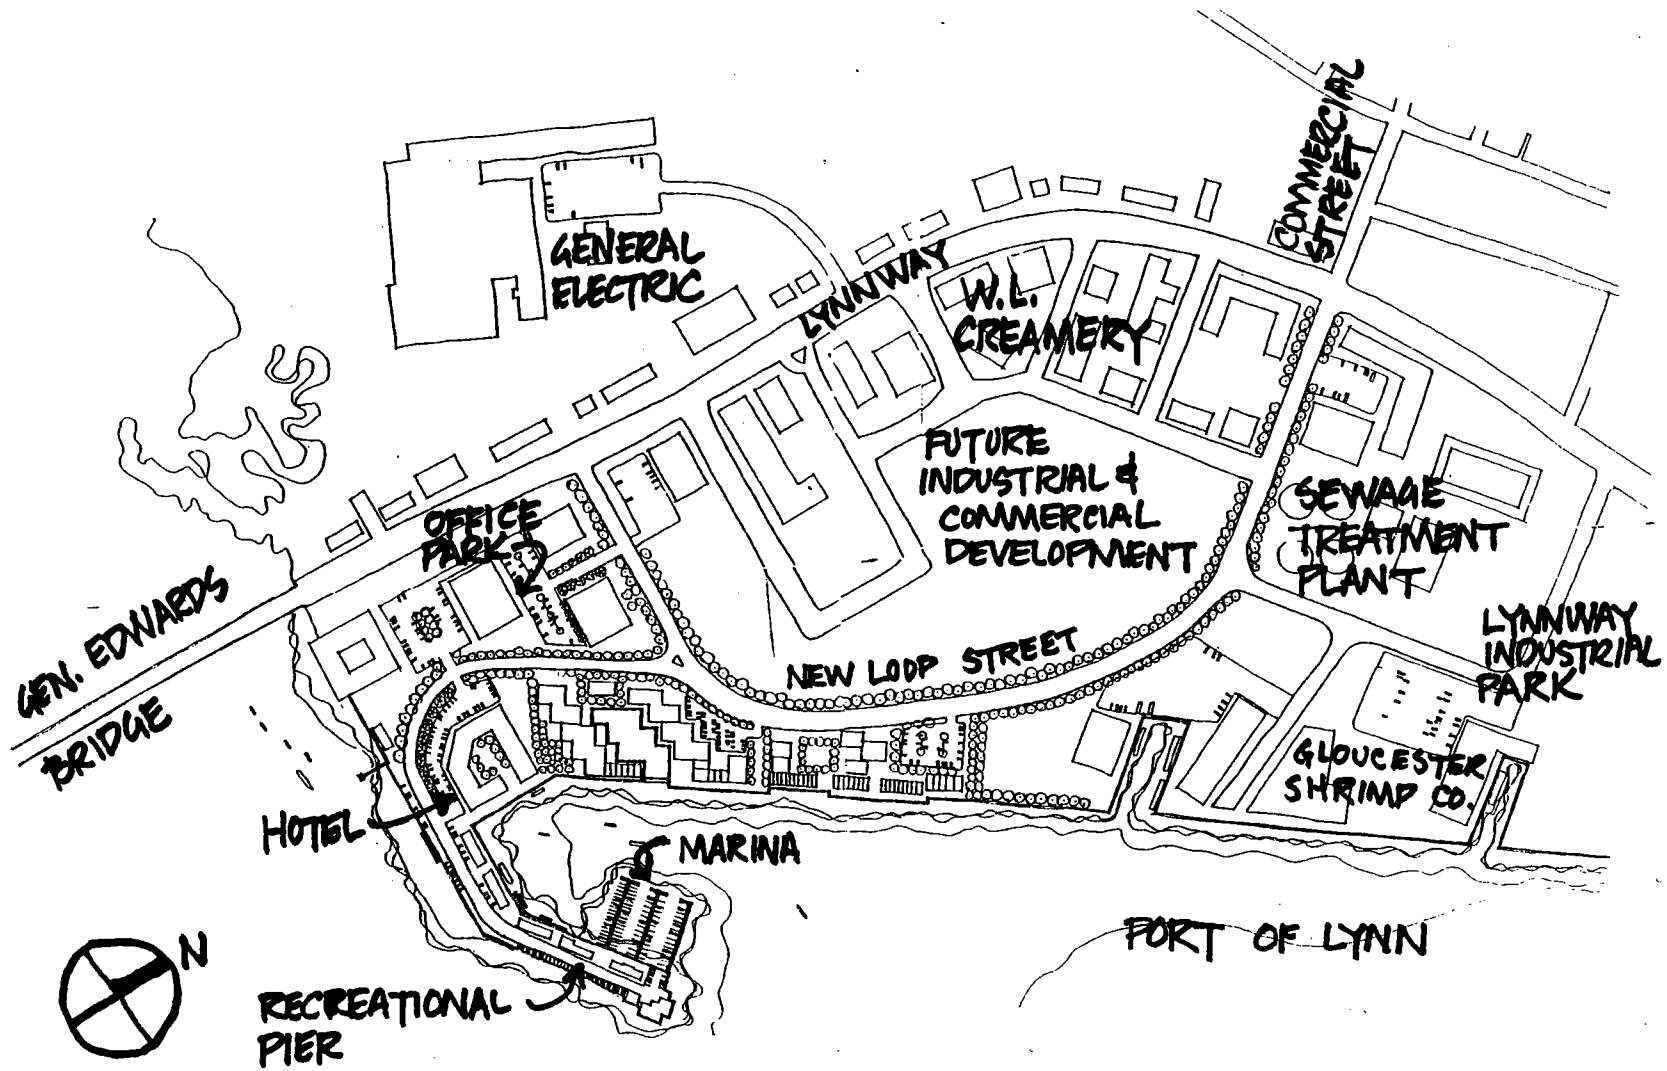 COMMERCIAL
STREET
GENERAL
ELECTRIC
LYNNWAY
W.L.
CREAMERY
FUTURE
INDUSTRIAL &
COMMERCIAL
DEVELOPMENT
OFFICE
PARK
SEWAGE
TREATMENT
PLANT
GEN. EDWARDS
BRIDGE
LYNNWAY
INDUSTRIAL
PARK
NEW LOOP STREET
GLOUCESTER
SHRIMP CO.
HOTEL
MARINA
PORT OF LYNN
N
RECREATIONAL
PIER